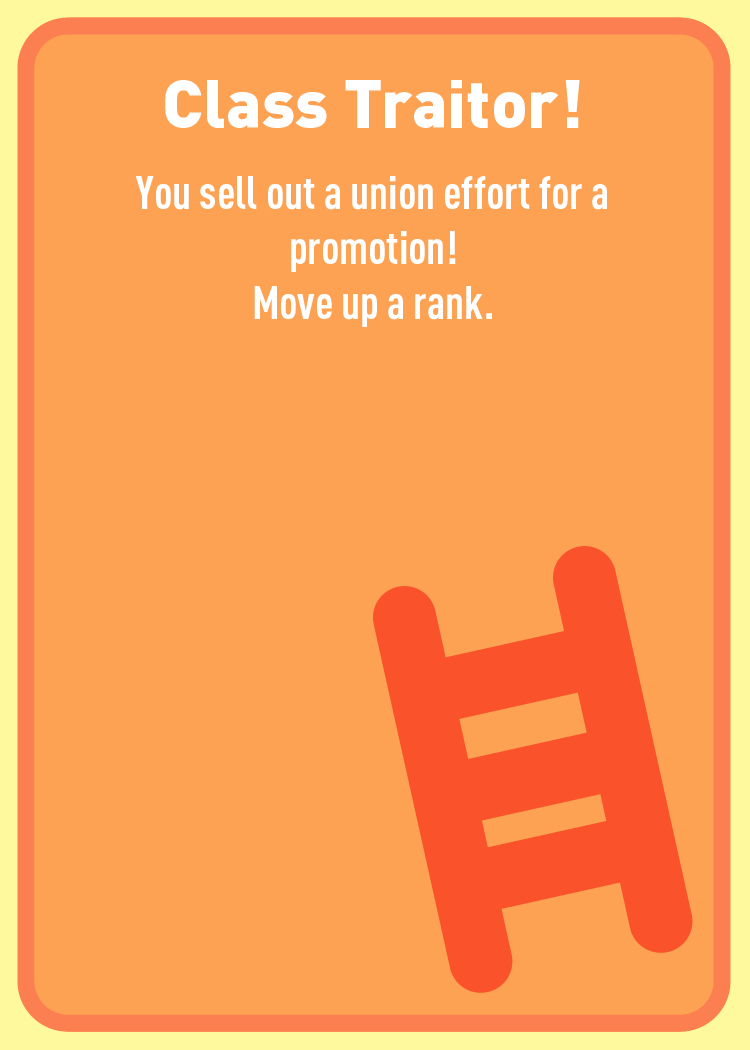 Class Traitor!
You sell out a union effort for a
promotion!
Move up a rank.